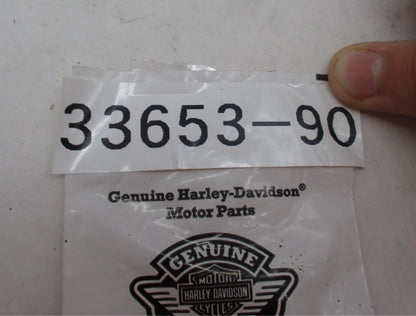 33653-90
Genuine Harley-Davidson®
Motor Parts
GENUINE
MOTOR
HARLEY-DAVIDSON
CYCLES